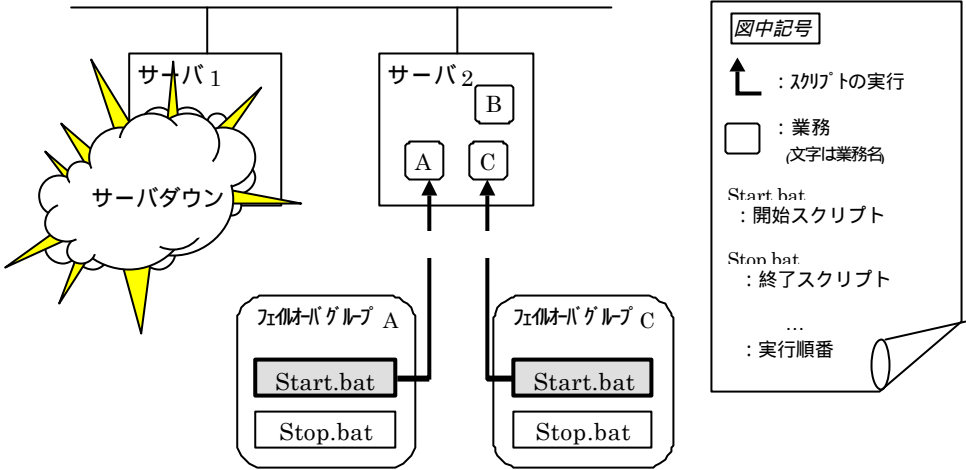 サーバ 1
サーバ 2
B
A
C
サーバダウン
フェイルオーバグループ A
Start.bat
Stop.bat
フェイルオーバグループ C
Start.bat
Stop.bat
図中記号
：スクリプトの実行
：業務
(文字は業務名)
Start.bat
：開始スクリプト
Stop.bat
：終了スクリプト
…
：実行順番